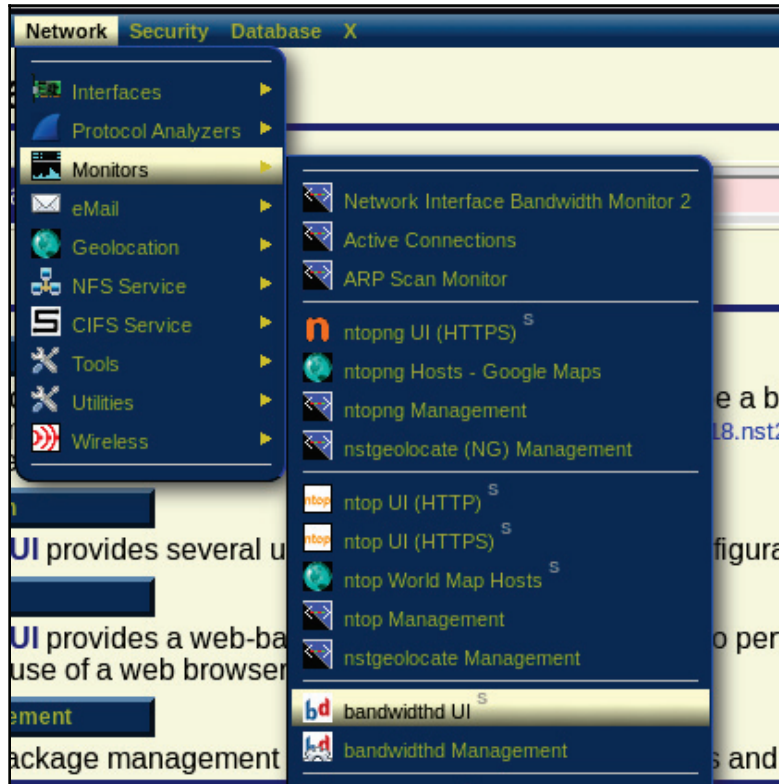 Network Security Database X
Interfaces
Protocol Analyzers
Monitors
eMail
Geolocation
NFS Service
CIFS Service
Tools
Utilities
Wireless
Network Interface Bandwidth Monitor 2
Active Connections
ARP Scan Monitor
ntopng UI (HTTPS) S
ntopng Hosts - Google Maps
ntopng Management
nstgeolocate (NG) Management
ntop UI (HTTP) S
ntop UI (HTTPS) S
ntop World Map Hosts S
ntop Management
nstgeolocate Management
bandwidthd UI S
bandwidthd Management
e a b
18.nst2
n
UI provides several u figura
UI provides a web-ba o per
use of a web browser
ement
ackage management s and